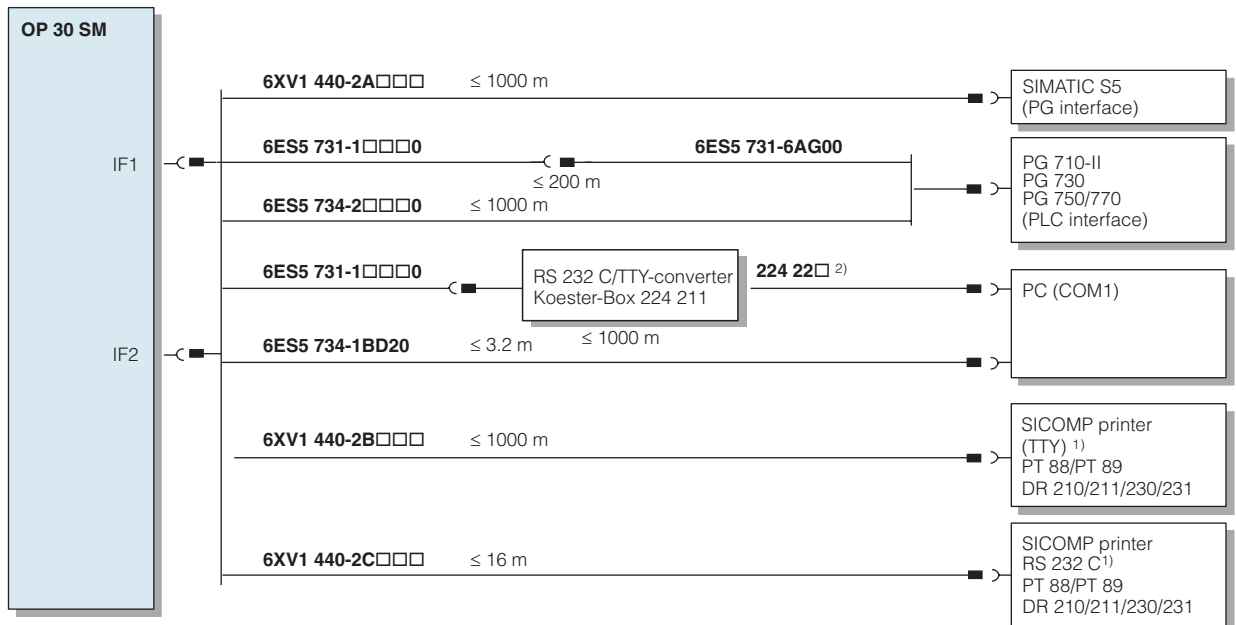 OP 30 SM
6XV1 440-2A□□□ ≤ 1000 m
SIMATIC S5
(PG interface)
IF1
6ES5 731-1□□□0
6ES5 731-6AG00
≤ 200 m
6ES5 734-2□□□0 ≤ 1000 m
PG 710-II
PG 730
PG 750/770
(PLC interface)
6ES5 731-1□□□0
RS 232 C/TTY-converter
Koester-Box 224 211
224 22□ 2)
≤ 1000 m
PC (COM1)
IF2
6ES5 734-1BD20 ≤ 3.2 m
6XV1 440-2B□□□ ≤ 1000 m
SICOMP printer
(TTY) 1)
PT 88/PT 89
DR 210/211/230/231
6XV1 440-2C□□□ ≤ 16 m
SICOMP printer
RS 232 C1)
PT 88/PT 89
DR 210/211/230/231